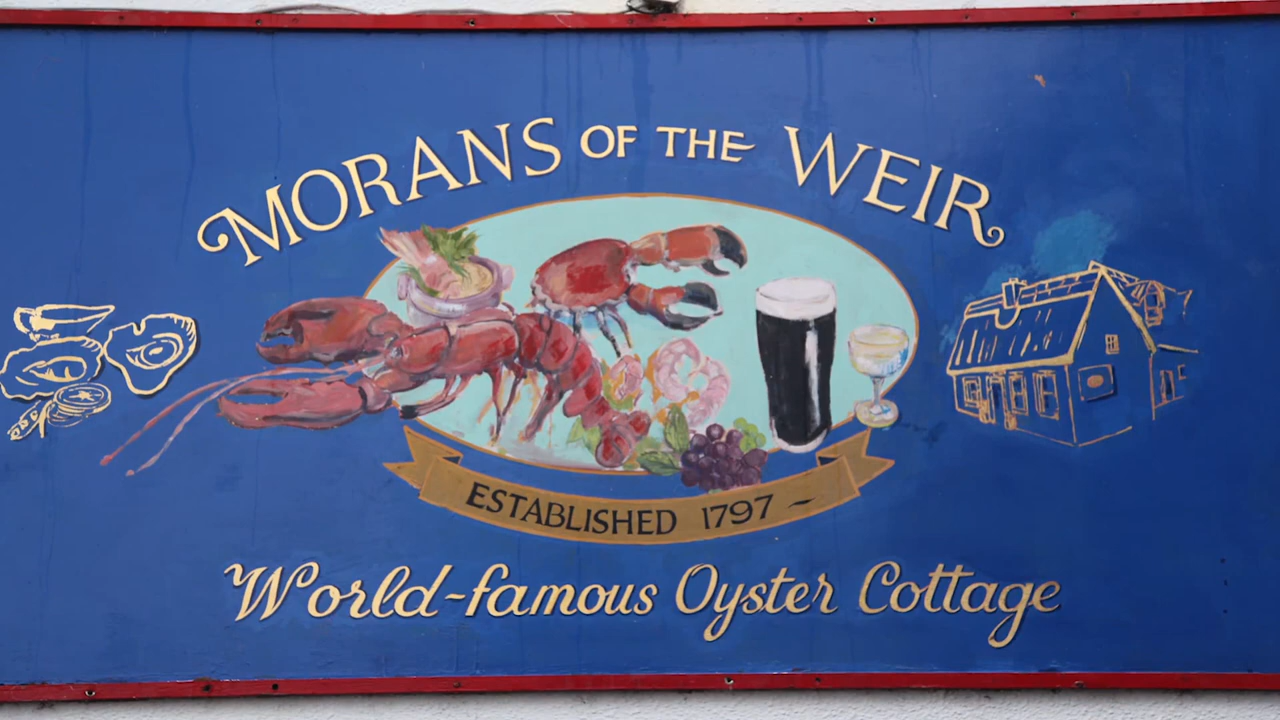 MORANS OF THE WEIR
ESTABLISHED 1797 ~
World-famous Oyster Cottage